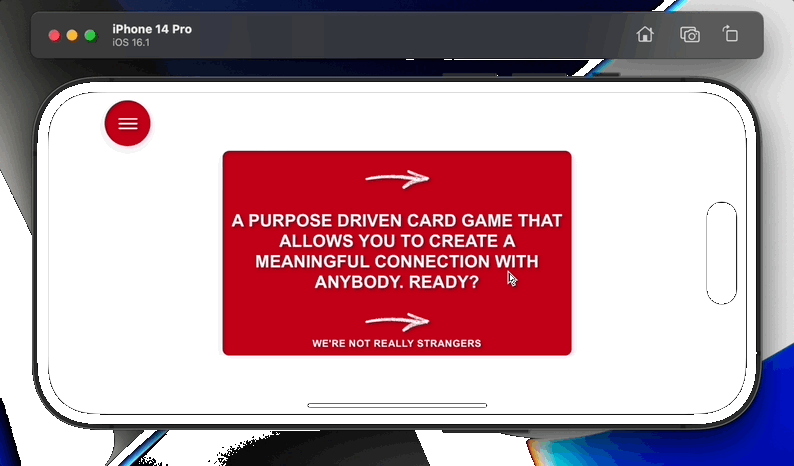 iPhone 14 Pro
iOS 16.1
A PURPOSE DRIVEN CARD GAME THAT
ALLOWS YOU TO CREATE A
MEANINGFUL CONNECTION WITH
ANYBODY. READY?
WE'RE NOT REALLY STRANGERS